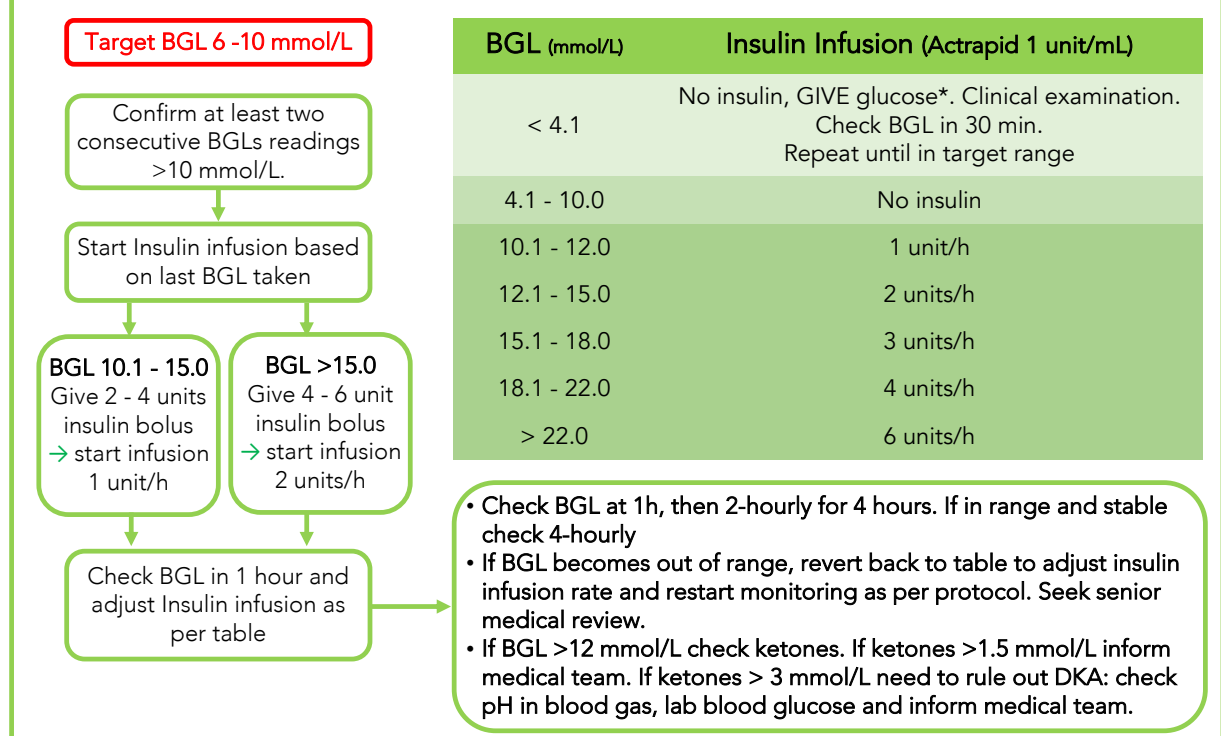 Target BGL 6 -10 mmol/L
Confirm at least two
consecutive BGLs readings
>10 mmol/L.
Start Insulin infusion based
on last BGL taken
BGL 10.1 - 15.0
Give 2 - 4 units
insulin bolus
→ start infusion
1 unit/h
BGL >15.0
Give 4 - 6 unit
insulin bolus
→ start infusion
2 units/h
Check BGL in 1 hour and
adjust Insulin infusion as
per table
BGL (mmol/L) Insulin Infusion (Actrapid 1 unit/mL)
< 4.1 No insulin, GIVE glucose*. Clinical examination.
Check BGL in 30 min.
Repeat until in target range
4.1 - 10.0 No insulin
10.1 - 12.0 1 unit/h
12.1 - 15.0 2 units/h
15.1 - 18.0 3 units/h
18.1 - 22.0 4 units/h
> 22.0 6 units/h
• Check BGL at 1h, then 2-hourly for 4 hours. If in range and stable
check 4-hourly
• If BGL becomes out of range, revert back to table to adjust insulin
infusion rate and restart monitoring as per protocol. Seek senior
medical review.
• If BGL >12 mmol/L check ketones. If ketones >1.5 mmol/L inform
medical team. If ketones > 3 mmol/L need to rule out DKA: check
pH in blood gas, lab blood glucose and inform medical team.